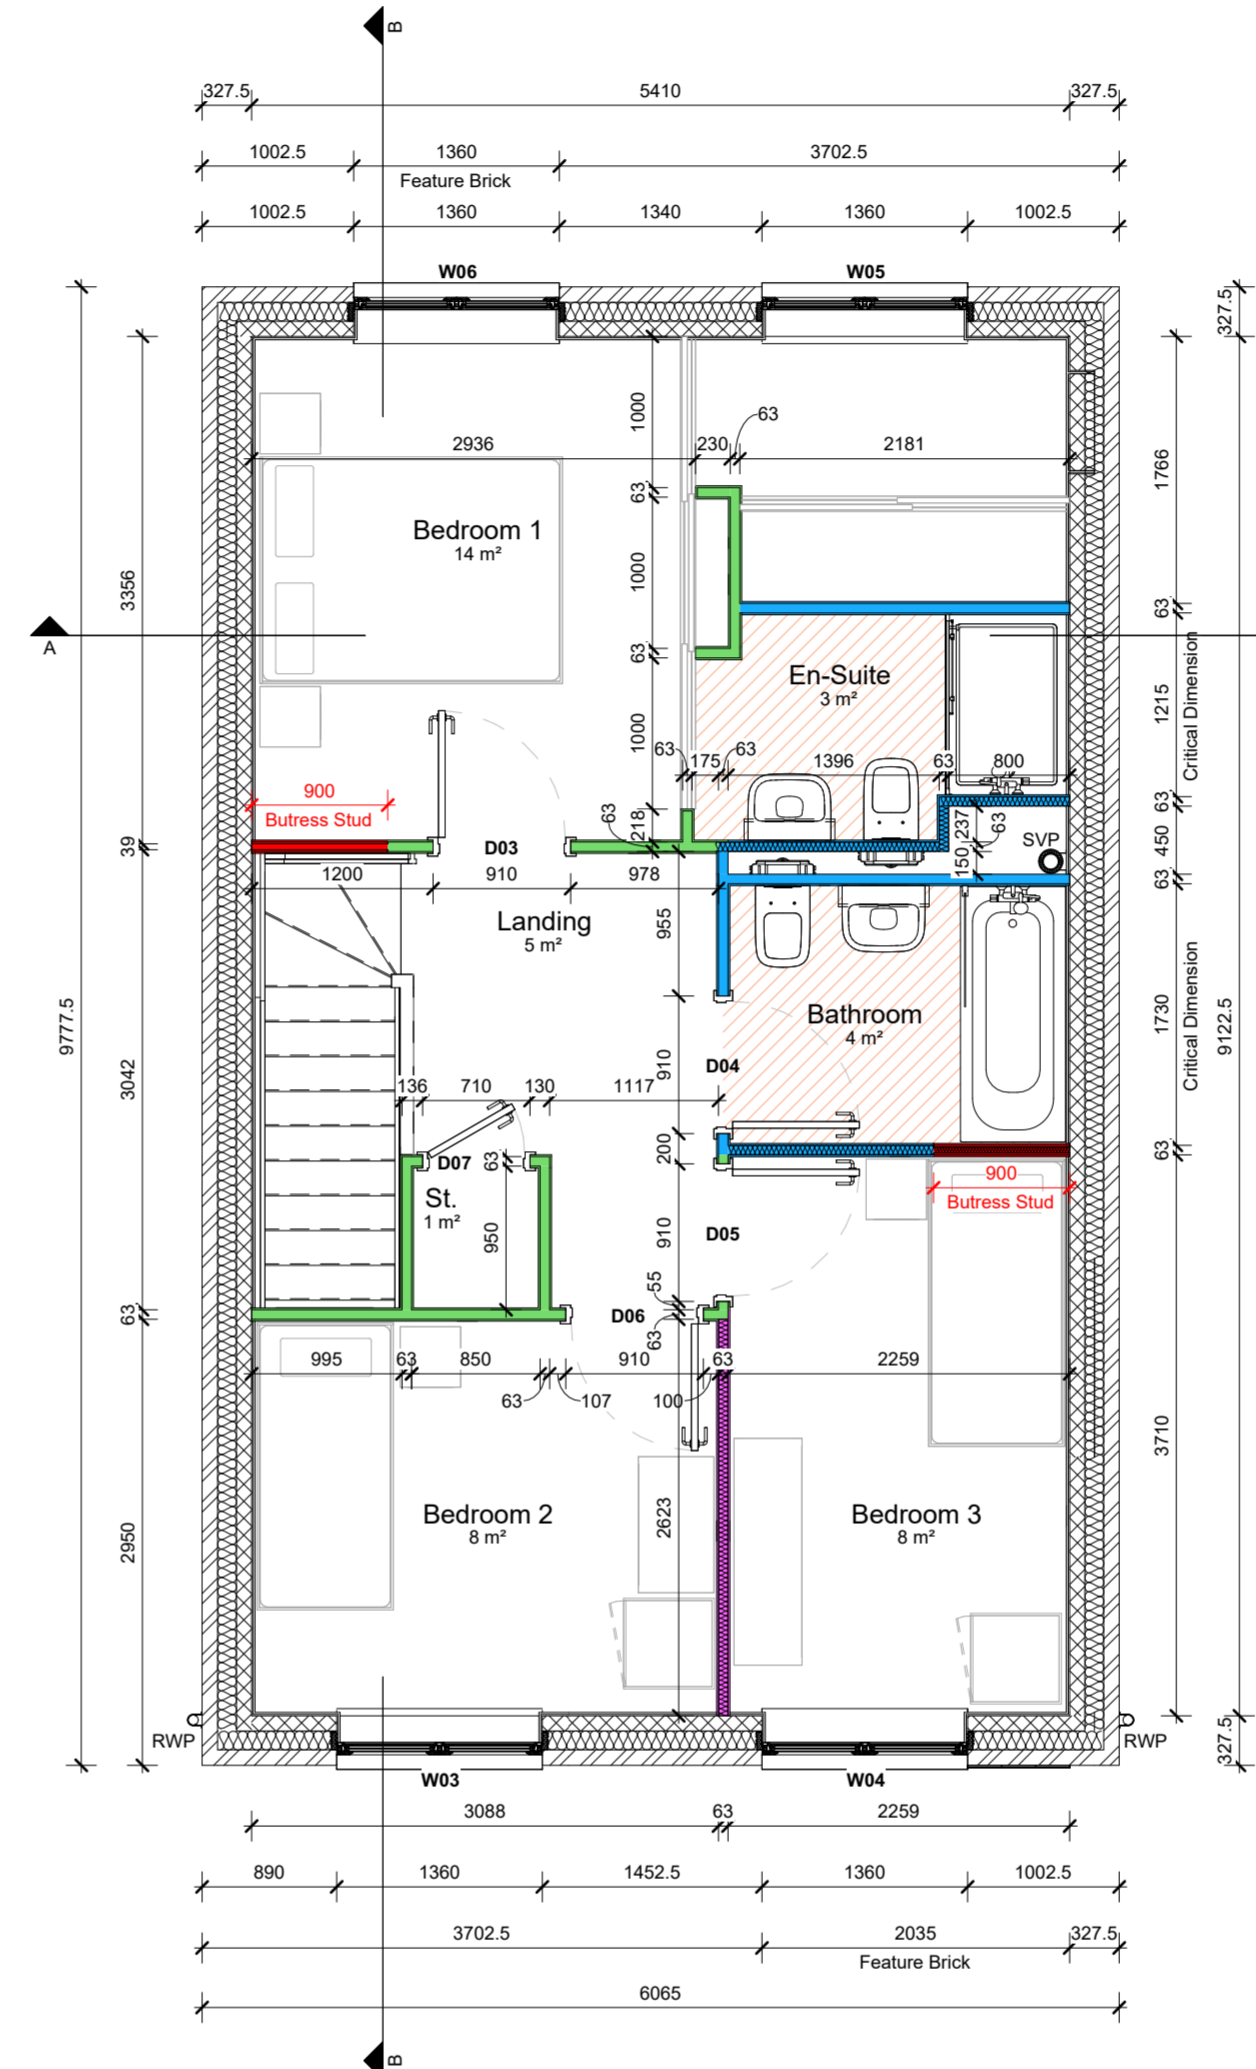 B
327.5 5410 327.5
1002.5 1360 3702.5
Feature Brick
1002.5 1360 1340 1360 1002.5
W06 W05
327.5
1000
63
2936 230 2181
1766
63
Bedroom 1
14 m²
1000
3356
63
63
A
En-Suite
3 m²
1215
Critical Dimension
9777.5
9122.5
1000
63 175 63 1396 63 800
900
Butress Stud
218
63
237
63
63
39
D03
SVP
450
150
63
1200 910 978
Landing
5 m²
955
Bathroom
4 m²
1730
Critical Dimension
3042
910
D04
136 710 130 1117
200
63
D07
63
St.
1 m²
900
Butress Stud
950
910
D05
55
63
D06
63
995 63 850 910 63 2259
63 107 100
3710
Bedroom 2
8 m²
Bedroom 3
8 m²
2950
2623
RWP
RWP
327.5
W03 W04
3088 63 2259
890 1360 1452.5 1360 1002.5
3702.5 2035 327.5
Feature Brick
6065
B